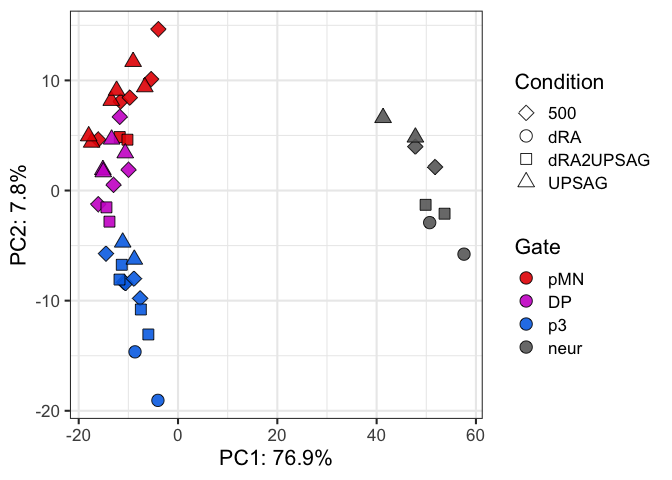 10
0
-10
-20
-20
0
20
40
60
PC1: 76.9%
PC2: 7.8%
Condition
500
dRA
dRA2UPSAG
UPSAG
Gate
pMN
DP
p3
neur